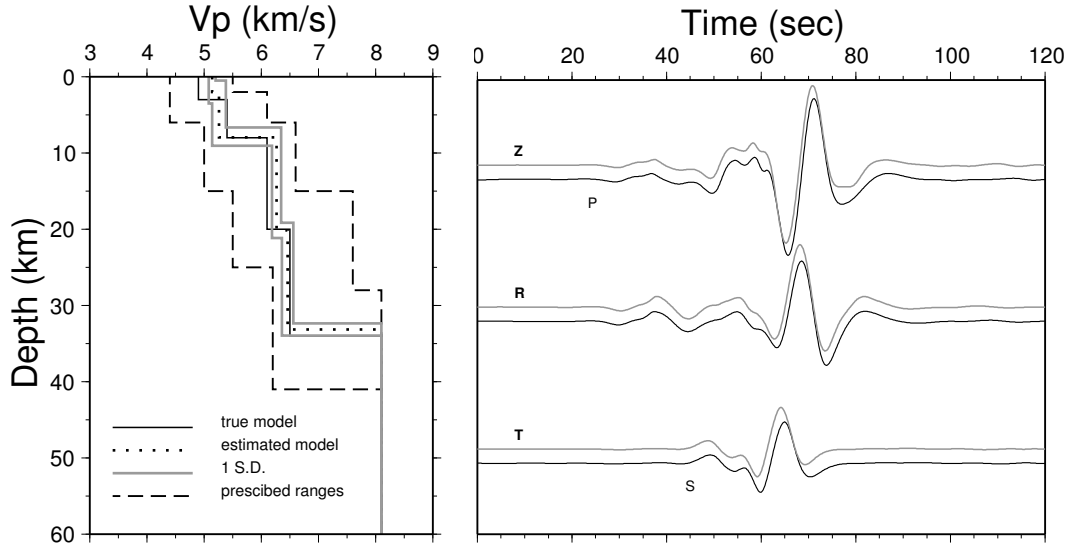 Vp (km/s)
3 4 5 6 7 8 9
0
10
20
30
40
50
60
Depth (km)
true model
estimated model
1 S.D.
prescibed ranges
Time (sec)
0 20 40 60 80 100 120
Z
P
R
T
S